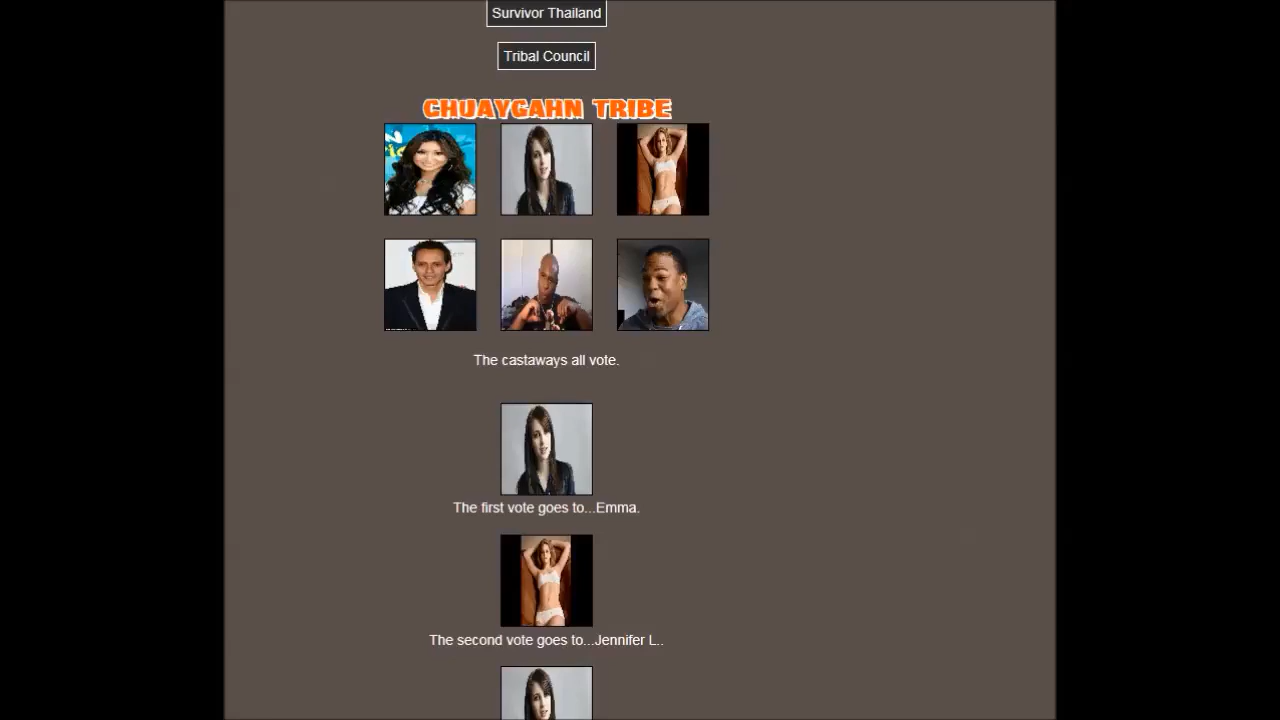 Survivor Thailand
Tribal Council
CHUAYGAHN TRIBE
The castaways all vote.
The first vote goes to...Emma.
The second vote goes to...Jennifer L..